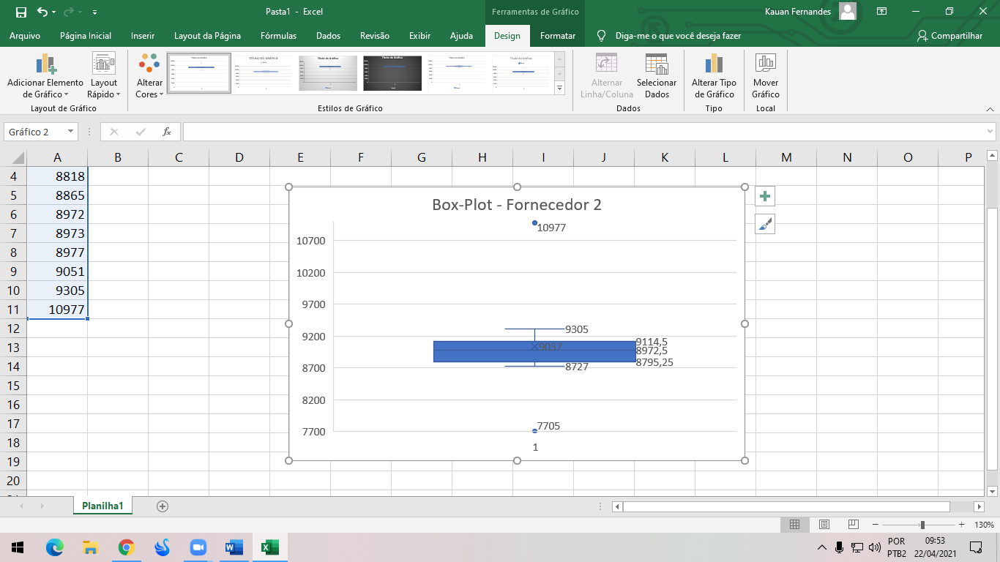 Pasta1 - Excel
Ferramentas de Gráfico
Kauan Fernandes
Arquivo Página Inicial Inserir Layout da Página Fórmulas Dados Revisão Exibir Ajuda Design Formatar Diga-me o que você deseja fazer Compartilhar
Adicionar Elemento de Gráfico
Layout Rápido
Alterar Cores
Alternar Linha/Coluna
Selecionar Dados
Alterar Tipo de Gráfico
Mover Gráfico
Layout de Gráfico Estilos de Gráfico Dados Tipo Local
Gráfico 2 fx
A B C D E F G H I J K L M N O P
4 8818
5 8865
6 8972
7 8973
8 8977
9 9051
10 9305
11 10977
12
13
14
15
16
17
18
19
20
Box-Plot - Fornecedor 2
10977
10700
10200
9700
9200
8700
8200
7700
9305
9114,5
9037
8972,5
8795,25
8727
7705
1
Planilha1
130%
POR
PTB2
09:53
22/04/2021